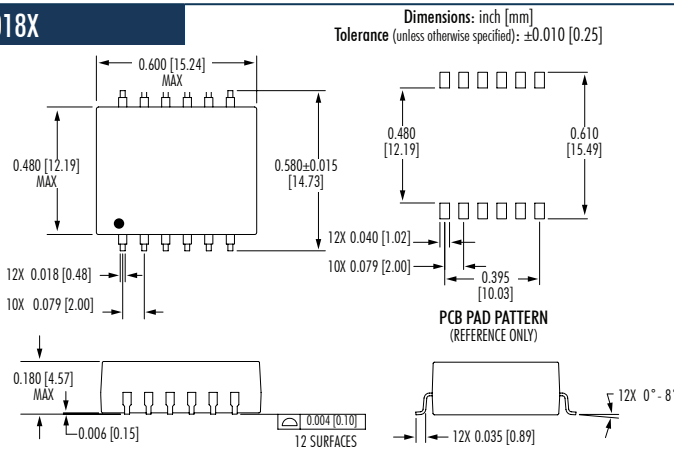 018X
Dimensions: inch [mm]
Tolerance (unless otherwise specified): ±0.010 [0.25]
0.600 [15.24]
MAX
0.480 [12.19]
MAX
0.580±0.015
[14.73]
12X 0.018 [0.48]
10X 0.079 [2.00]
0.480
[12.19]
0.610
[15.49]
12X 0.040 [1.02]
10X 0.079 [2.00]
0.395
[10.03]
PCB PAD PATTERN
(REFERENCE ONLY)
0.180 [4.57]
MAX
0.006 [0.15]
0.004 [0.10]
12 SURFACES
12X 0.035 [0.89]
12X 0°- 8°